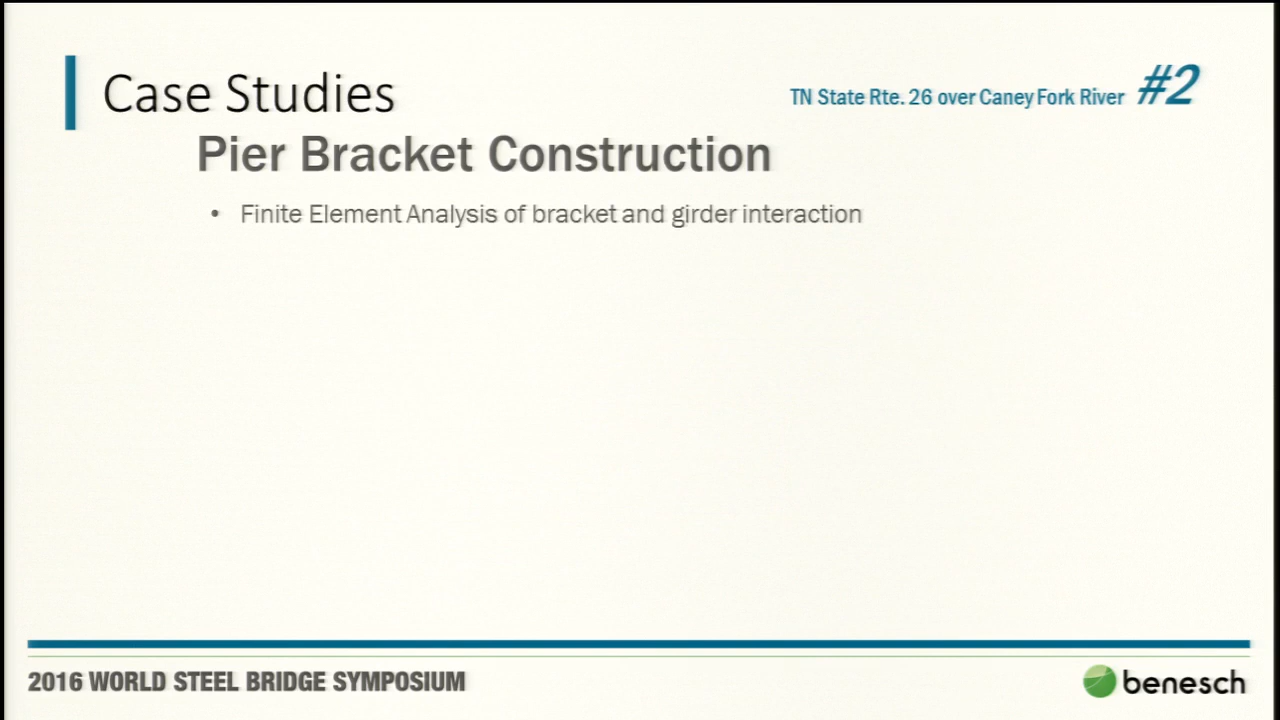 Case Studies
TN State Rte. 26 over Caney Fork River #2
Pier Bracket Construction
• Finite Element Analysis of bracket and girder interaction
2016 WORLD STEEL BRIDGE SYMPOSIUM
benesch